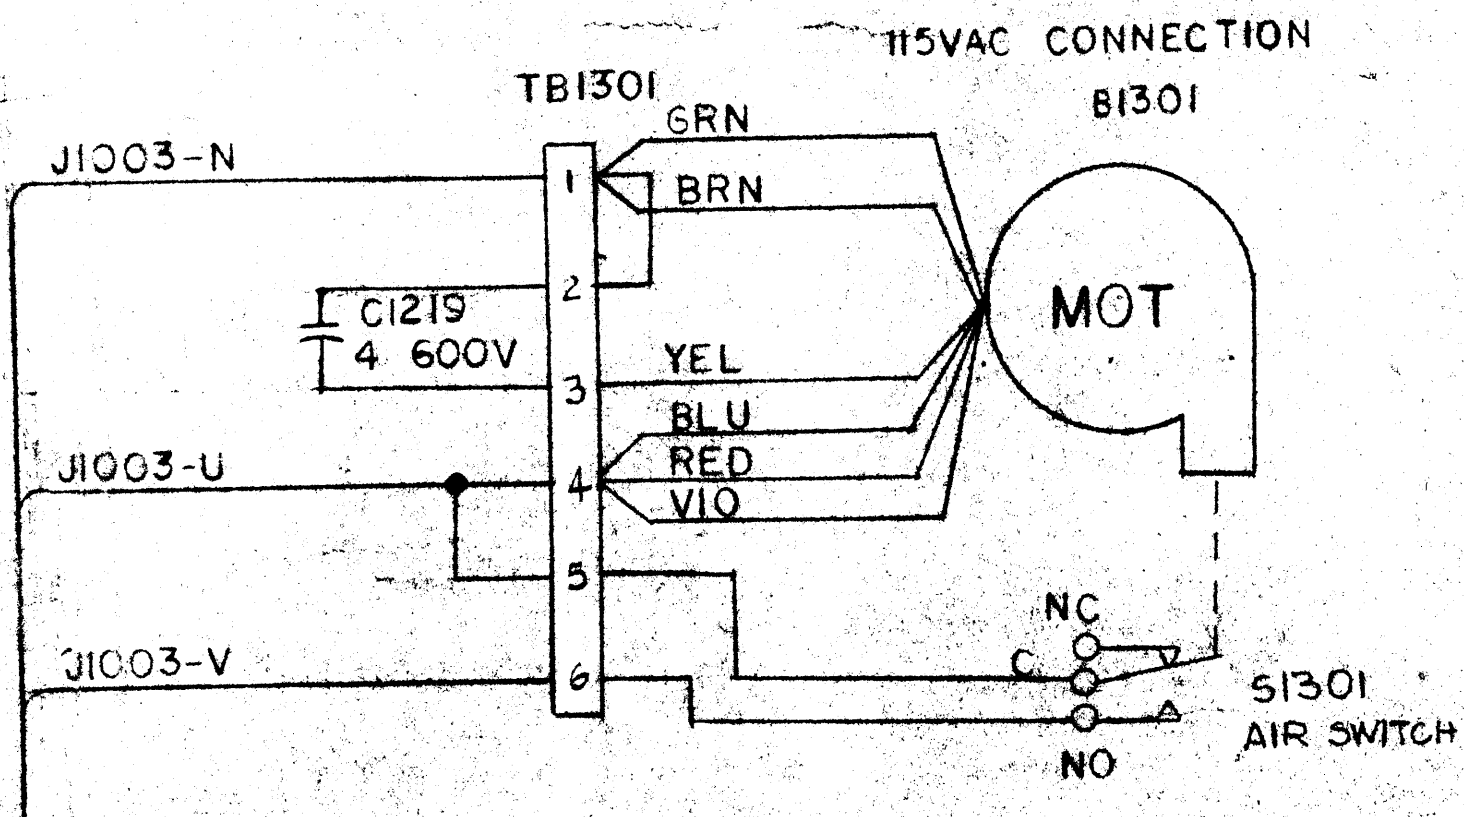 115VAC CONNECTION
TB1301
B1301
GRN
J1003-N
1
BRN
2
C1219
4 600V
MOT
YEL
3
BLU
J1003-U
RED
4
VIO
5
NC
J1003-V
C
6
S1301
AIR SWITCH
NO